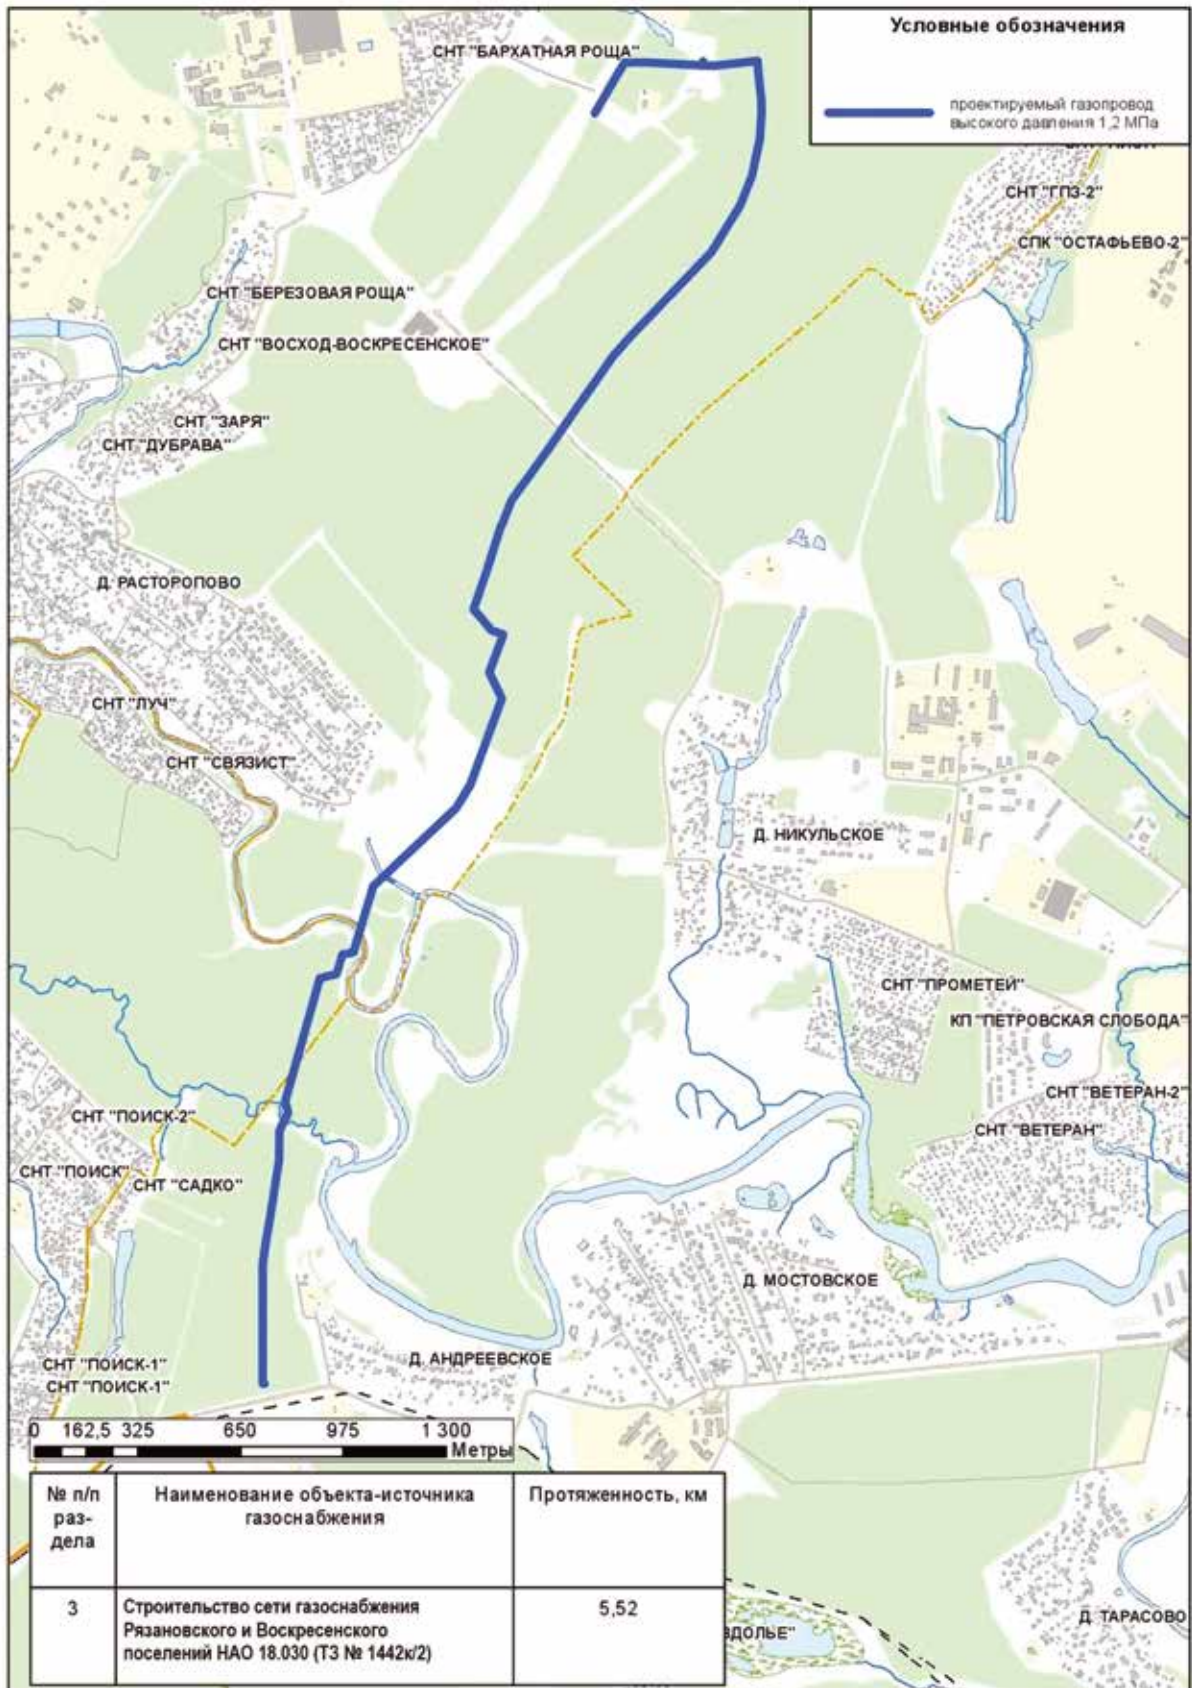 Условные обозначения
проектируемый газопровод
высокого давления 1,2 МПа
СНТ "БАРХАТНАЯ РОЩА"
СНТ "ГПЗ-2"
СПК "ОСТАФЬЕВО-2"
СНТ "БЕРЕЗОВАЯ РОЩА"
СНТ "ВОСХОД-ВОСКРЕСЕНСКОЕ"
СНТ "ЗАРЯ"
СНТ "ДУБРАВА"
Д. РАСТОРОПОВО
СНТ "ЛУЧ"
СНТ "СВЯЗИСТ"
Д. НИКУЛЬСКОЕ
СНТ "ПРОМЕТЕЙ"
КП "ПЕТРОВСКАЯ СЛОБОДА"
СНТ "ВЕТЕРАН-2"
СНТ "ПОИСК-2"
СНТ "ВЕТЕРАН"
СНТ "ПОИСК"
СНТ "САДКО"
Д. МОСТОВСКОЕ
Д. АНДРЕЕВСКОЕ
СНТ "ПОИСК-1"
СНТ "ПОИСК-1"
0 162,5 325 650 975 1 300
Метры
№ п/п
раз-
дела
Наименование объекта-источника
газоснабжения
Протяженность, км
3
Строительство сети газоснабжения
Рязановского и Воскресенского
поселений НАО 18.030 (ТЗ № 1442к/2)
5,52
ЗДОЛЬЕ"
Д. ТАРАСОВО